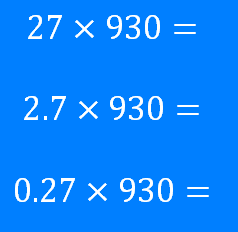 27 × 930 =
2.7 × 930 =
0.27 × 930 =